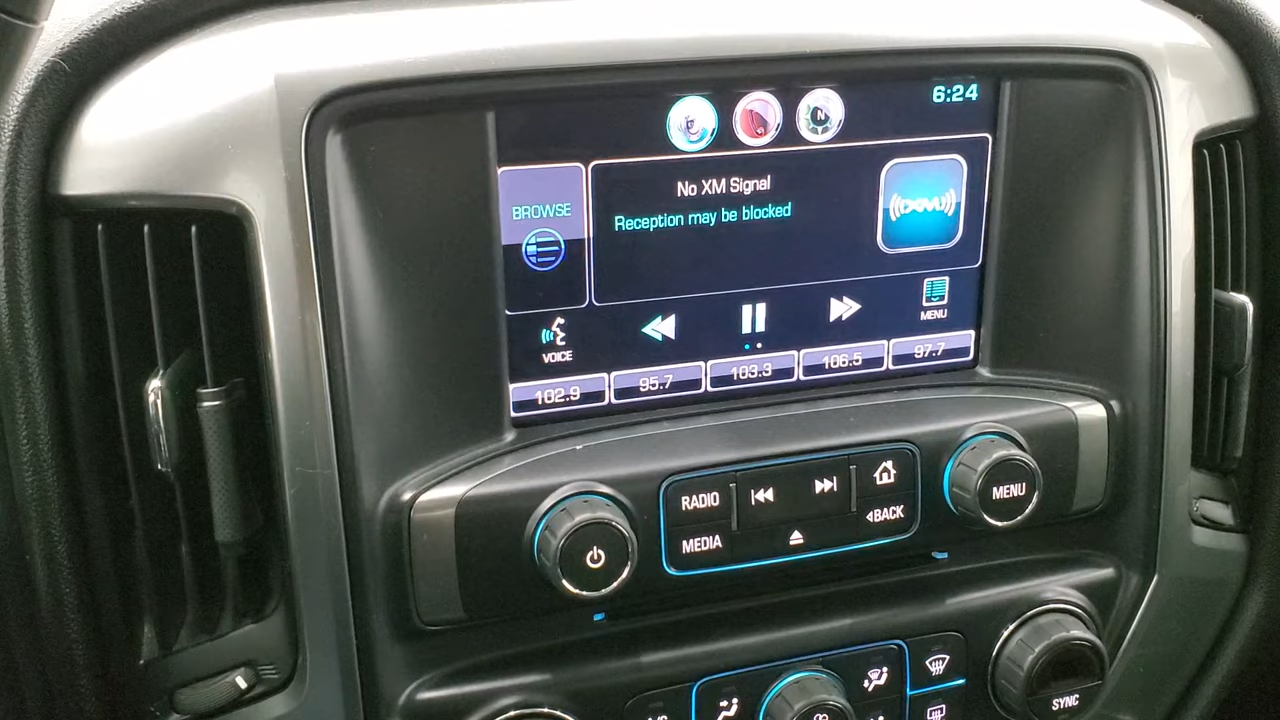 6:24
N
BROWSE
No XM Signal
Reception may be blocked
((XM))
VOICE
MENU
102.9
95.7
103.3
106.5
97.7
RADIO
MEDIA
BACK
MENU
SYNC